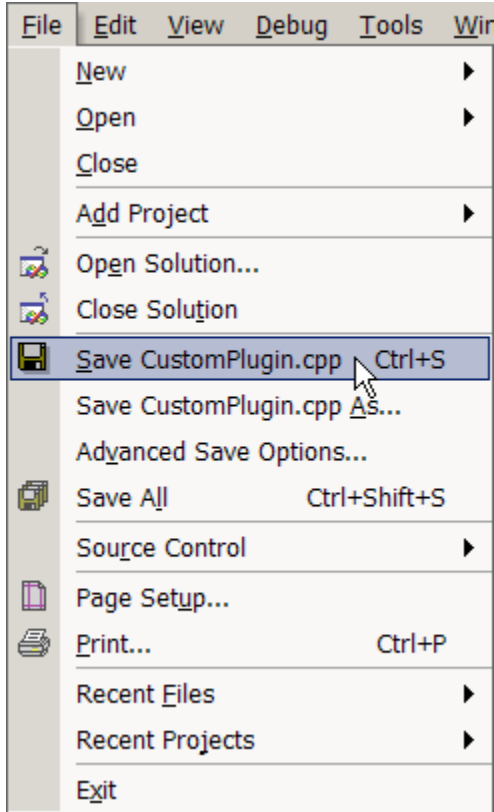 File Edit View Debug Tools Win
New
Open
Close
Add Project
Open Solution...
Close Solution
Save CustomPlugin.cpp Ctrl+S
Save CustomPlugin.cpp As...
Advanced Save Options...
Save All Ctrl+Shift+S
Source Control
Page Setup...
Print... Ctrl+P
Recent Files
Recent Projects
Exit